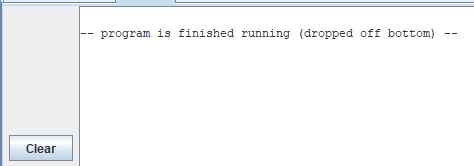 -- program is finished running (dropped off bottom) --
Clear